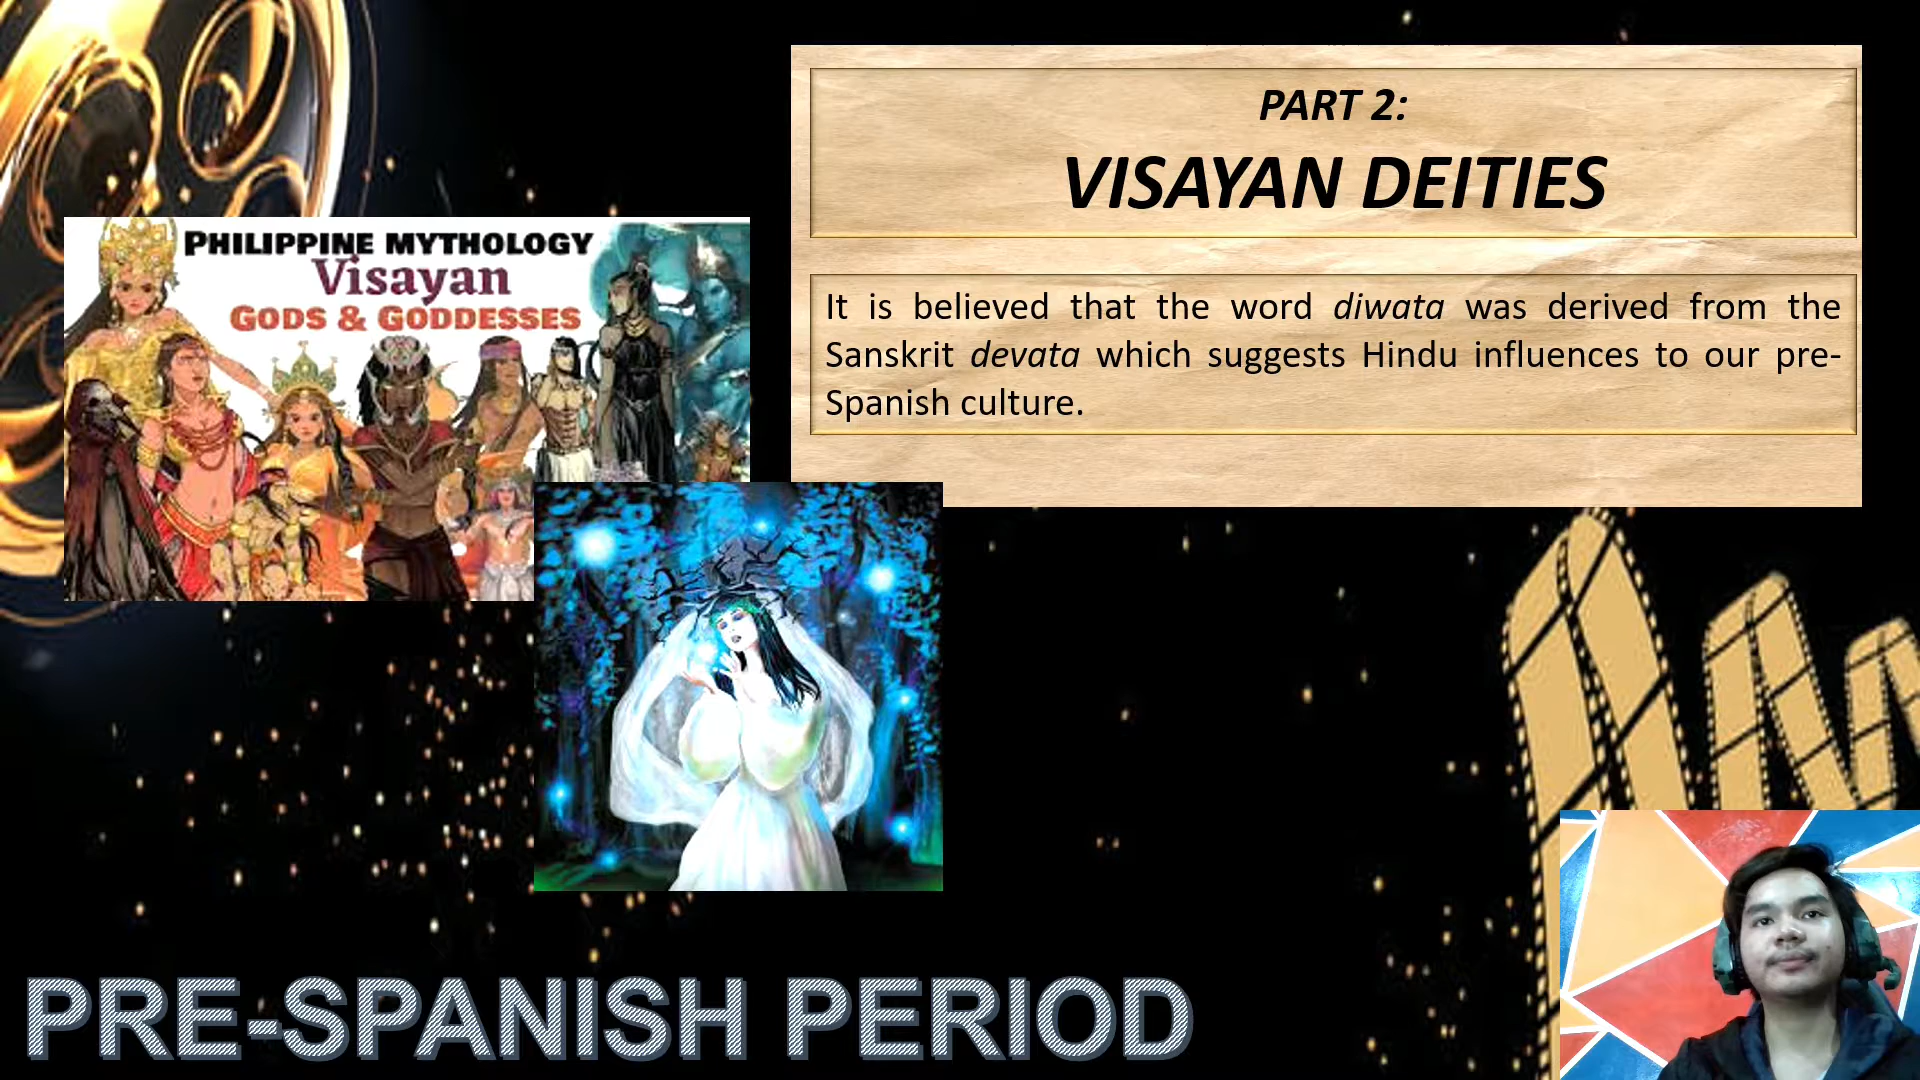 PART 2:
VISAYAN DEITIES
PHILIPPINE MYTHOLOGY
Visayan
GODS & GODDESSES
It is believed that the word diwata was derived from the
Sanskrit devata which suggests Hindu influences to our pre-
Spanish culture.
PRE-SPANISH PERIOD